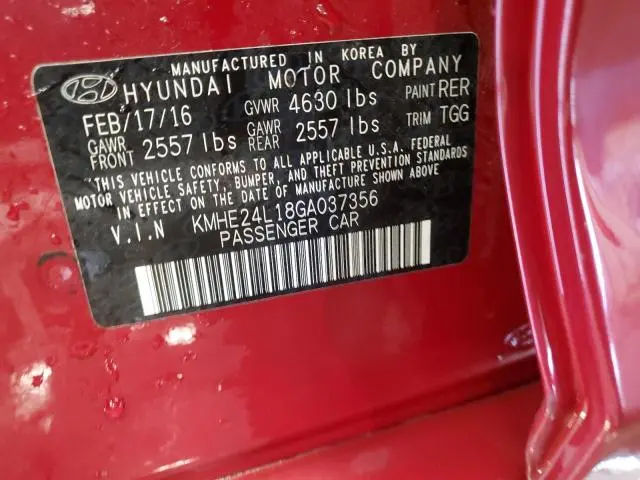 MANUFACTURED IN KOREA BY
HYUNDAI MOTOR COMPANY
FEB/17/16 GVWR 4630 lbs PAINT RER
GAWR FRONT 2557 lbs GAWR REAR 2557 lbs TRIM TGG
"THIS VEHICLE CONFORMS TO ALL APPLICABLE U.S.A. FEDERAL
MOTOR VEHICLE SAFETY, BUMPER, AND THEFT PREVENTION STANDARDS
IN EFFECT ON THE DATE OF MANUFACTURE SHOWN ABOVE."
V.I.N KMHE24L18GA037356
PASSENGER CAR